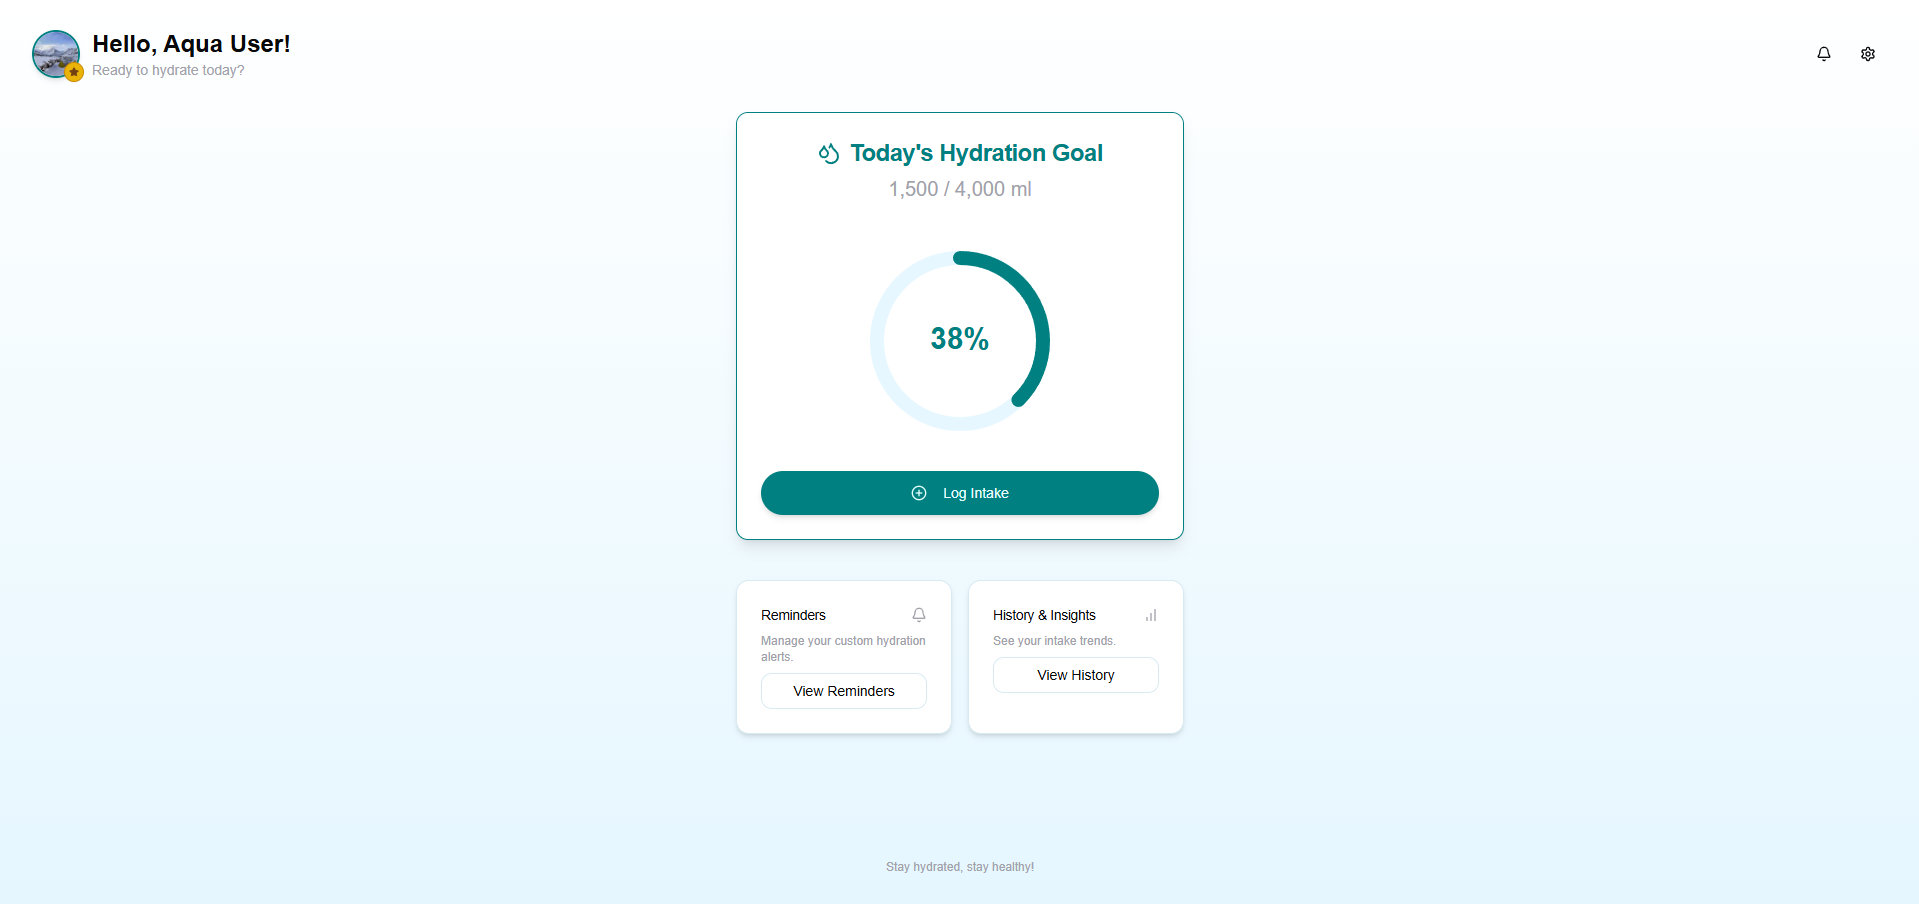 Hello, Aqua User!
Ready to hydrate today?
Today's Hydration Goal
1,500 / 4,000 ml
38%
Log Intake
Reminders
Manage your custom hydration
alerts.
View Reminders
History & Insights
See your intake trends.
View History
Stay hydrated, stay healthy!